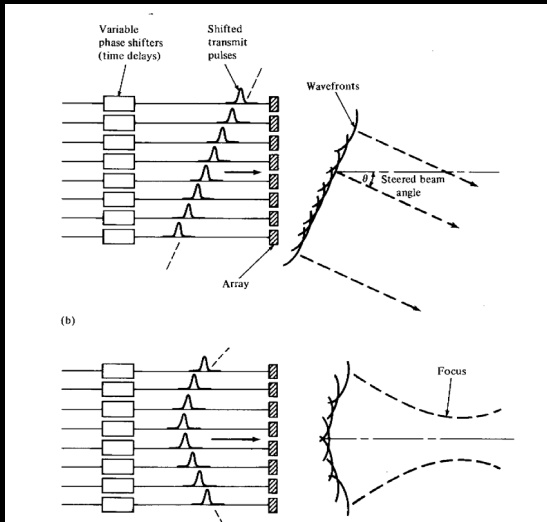 Variable
phase shifters
(time delays)
Shifted
transmit
pulses
Wavefronts
θ
Steered beam
angle
Array
(b)
Focus